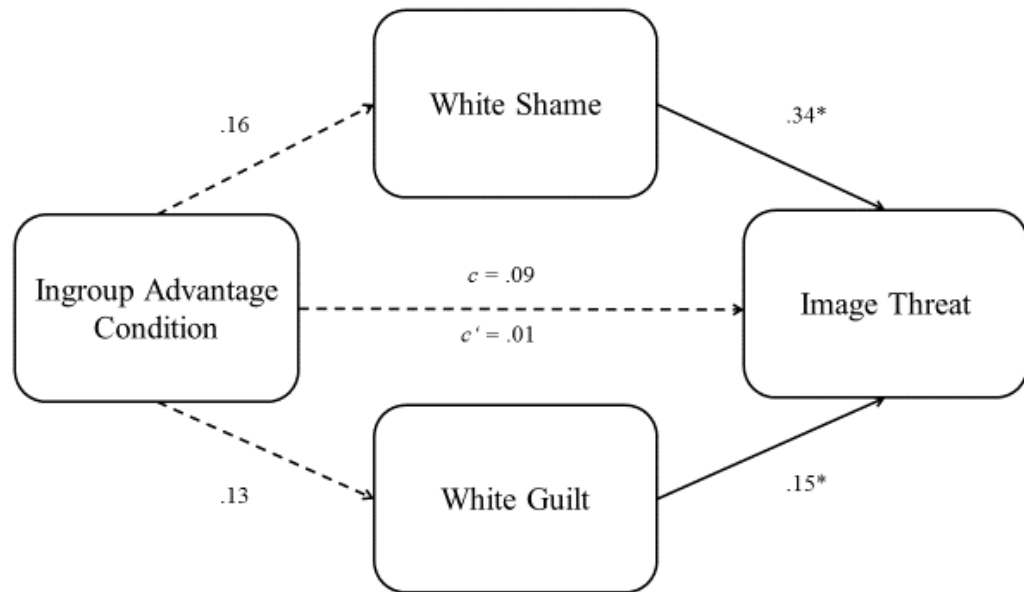 White Shame
.16
.34*
Ingroup Advantage
Condition
c = .09
c' = .01
Image Threat
.13
White Guilt
.15*